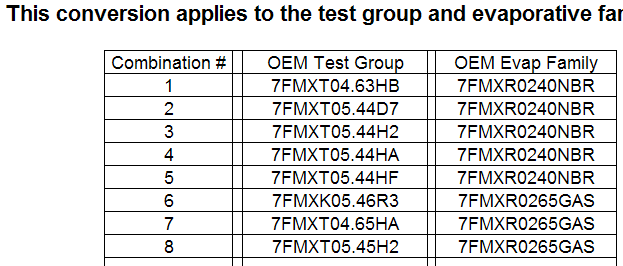 This conversion applies to the test group and evaporative
Combination # OEM Test Group OEM Evap Family
1 7FMXT04.63HB 7FMXR0240NBR
2 7FMXT05.44D7 7FMXR0240NBR
3 7FMXT05.44H2 7FMXR0240NBR
4 7FMXT05.44HA 7FMXR0240NBR
5 7FMXT05.44HF 7FMXR0240NBR
6 7FMXK05.46R3 7FMXR0265GAS
7 7FMXT04.65HA 7FMXR0265GAS
8 7FMXT05.45H2 7FMXR0265GAS